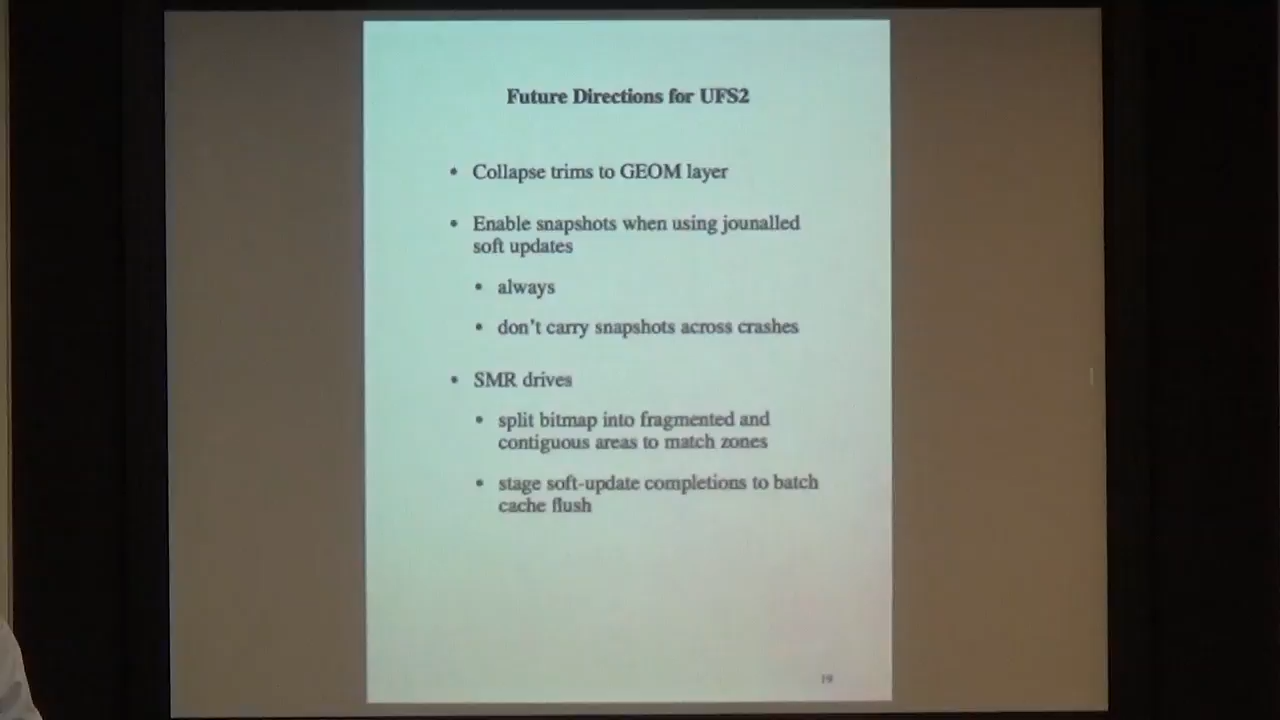 Future Directions for UFS2
• Collapse trims to GEOM layer
• Enable snapshots when using jounalled
soft updates
• always
• don't carry snapshots across crashes
• SMR drives
• split bitmap into fragmented and
contiguous areas to match zones
• stage soft-update completions to batch
cache flush
19